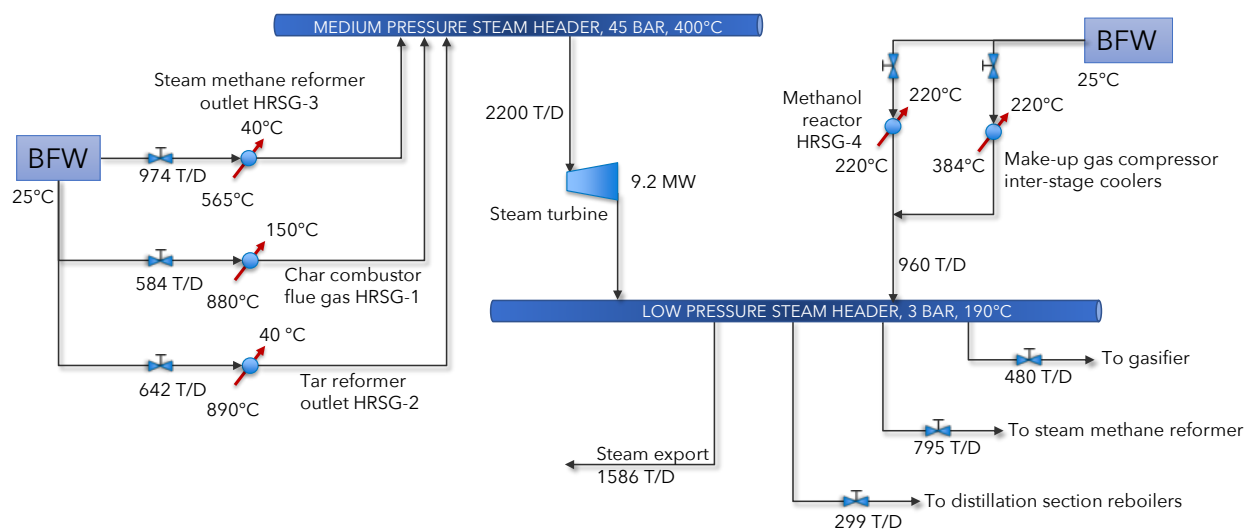 MEDIUM PRESSURE STEAM HEADER, 45 BAR, 400°C
Steam methane reformer
outlet HRSG-3
40°C
BFW
25°C
974 T/D
565°C
150°C
584 T/D
880°C
Char combustor
flue gas HRSG-1
40 °C
642 T/D
890°C
Tar reformer
outlet HRSG-2
2200 T/D
9.2 MW
Steam turbine
BFW
25°C
Methanol
reactor
HRSG-4
220°C
220°C
220°C
384°C
Make-up gas compressor
inter-stage coolers
960 T/D
LOW PRESSURE STEAM HEADER, 3 BAR, 190°C
To gasifier
480 T/D
To steam methane reformer
795 T/D
Steam export
1586 T/D
To distillation section reboilers
299 T/D